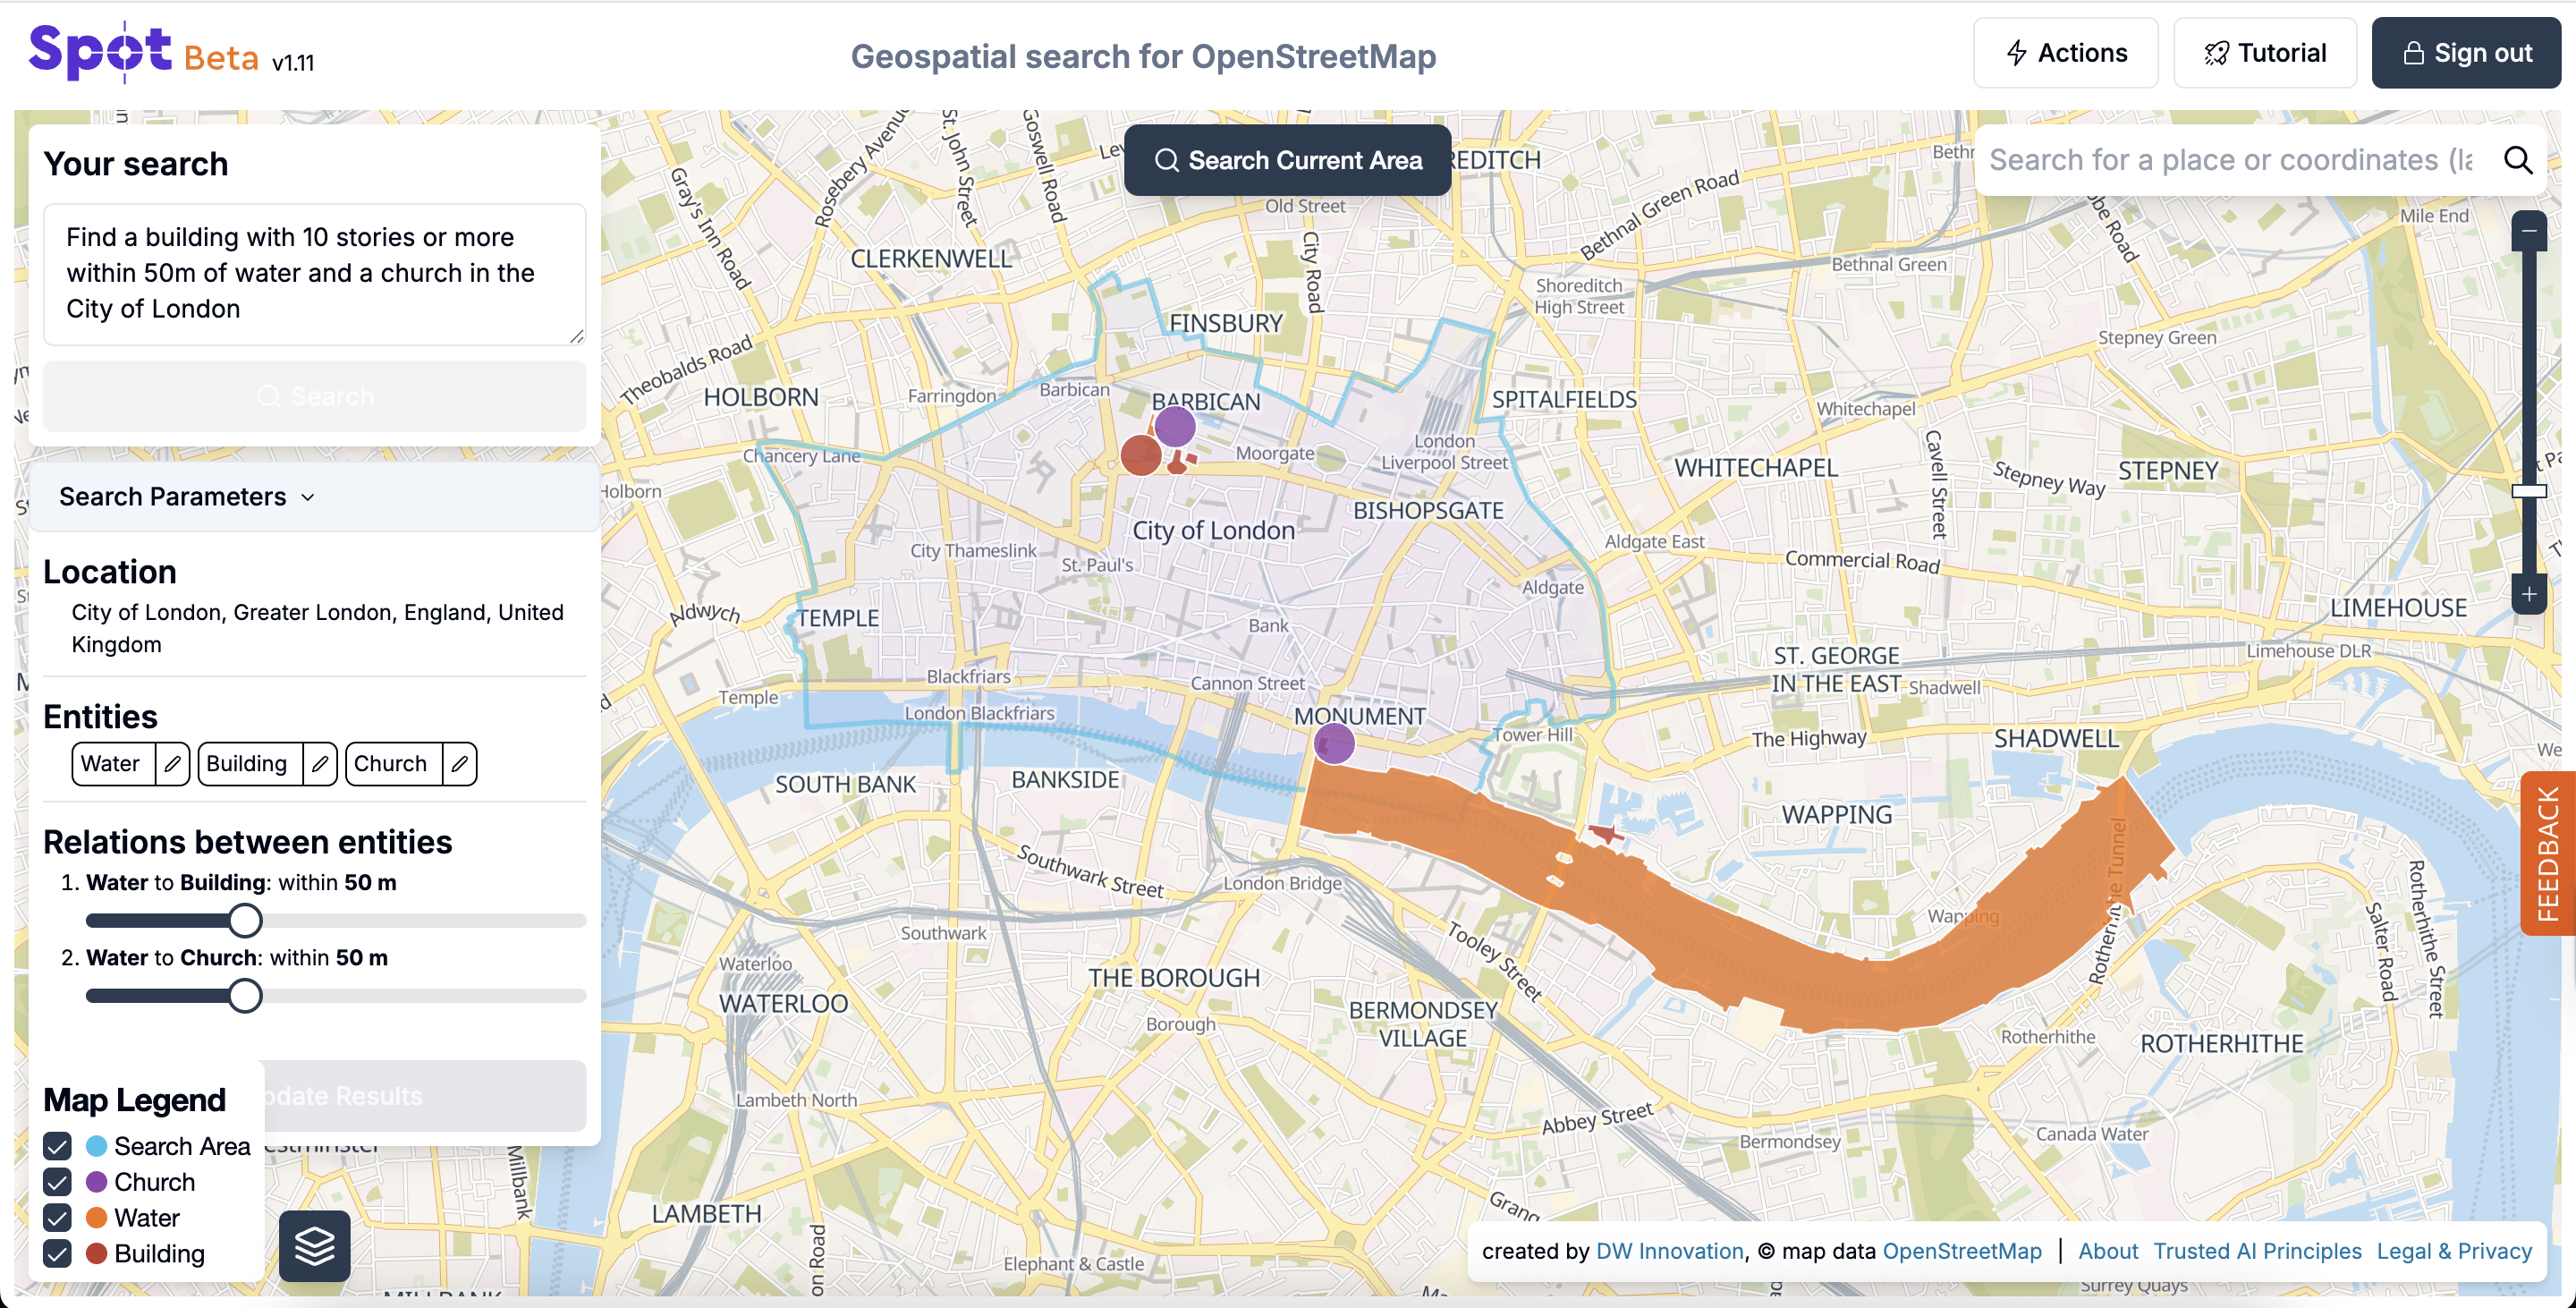 Spot Beta v1.11
Geospatial search for OpenStreetMap
Actions
Tutorial
Sign out
Your search
Find a building with 10 stories or more
within 50m of water and a church in the
City of London
Search
Search Parameters
Location
City of London, Greater London, England, United
Kingdom
Entities
Water
Building
Church
Relations between entities
1. Water to Building: within 50 m
2. Water to Church: within 50 m
Update Results
Map Legend
Search Area
Church
Water
Building
Search Current Area
Search for a place or coordinates (la
Rosebery Avenue
St. John Street
Goswell Road
Gray's Inn Road
Old Street
City Road
Bethnal Green Road
Mile End
CLERKENWELL
Bethnal Green
Shoreditch
High Street
FINSBURY
Stepney Green
Theobalds Road
HOLBORN
Farringdon
Barbican
BARBICAN
SPITALFIELDS
Whitechapel
Chancery Lane
Moorgate
London
Liverpool Street
Holborn
WHITECHAPEL
Cavell Street
Stepney Way
STEPNEY
BISHOPSGATE
City of London
City Thameslink
St. Paul's
Aldgate East
Commercial Road
Aldgate
Aldwych
TEMPLE
Bank
LIMEHOUSE
ST. GEORGE
IN THE EAST
Shadwell
Limehouse DLR
Blackfriars
Temple
Cannon Street
London Blackfriars
MONUMENT
Tower Hill
The Highway
SHADWELL
SOUTH BANK
BANKSIDE
WAPPING
Southwark Street
London Bridge
Wapping
Southwark
Tooley Street
Salter Road
Rotherhithe Street
Waterloo
WATERLOO
THE BOROUGH
BERMONDSEY
VILLAGE
Borough
Rotherhithe
ROTHERHITHE
Lambeth North
Abbey Street
Bermondsey
Canada Water
Millbank
LAMBETH
Elephant & Castle
Surrey Quays
MILLBANK
FEEDBACK
created by DW Innovation, © map data OpenStreetMap | About Trusted AI Principles Legal & Privacy